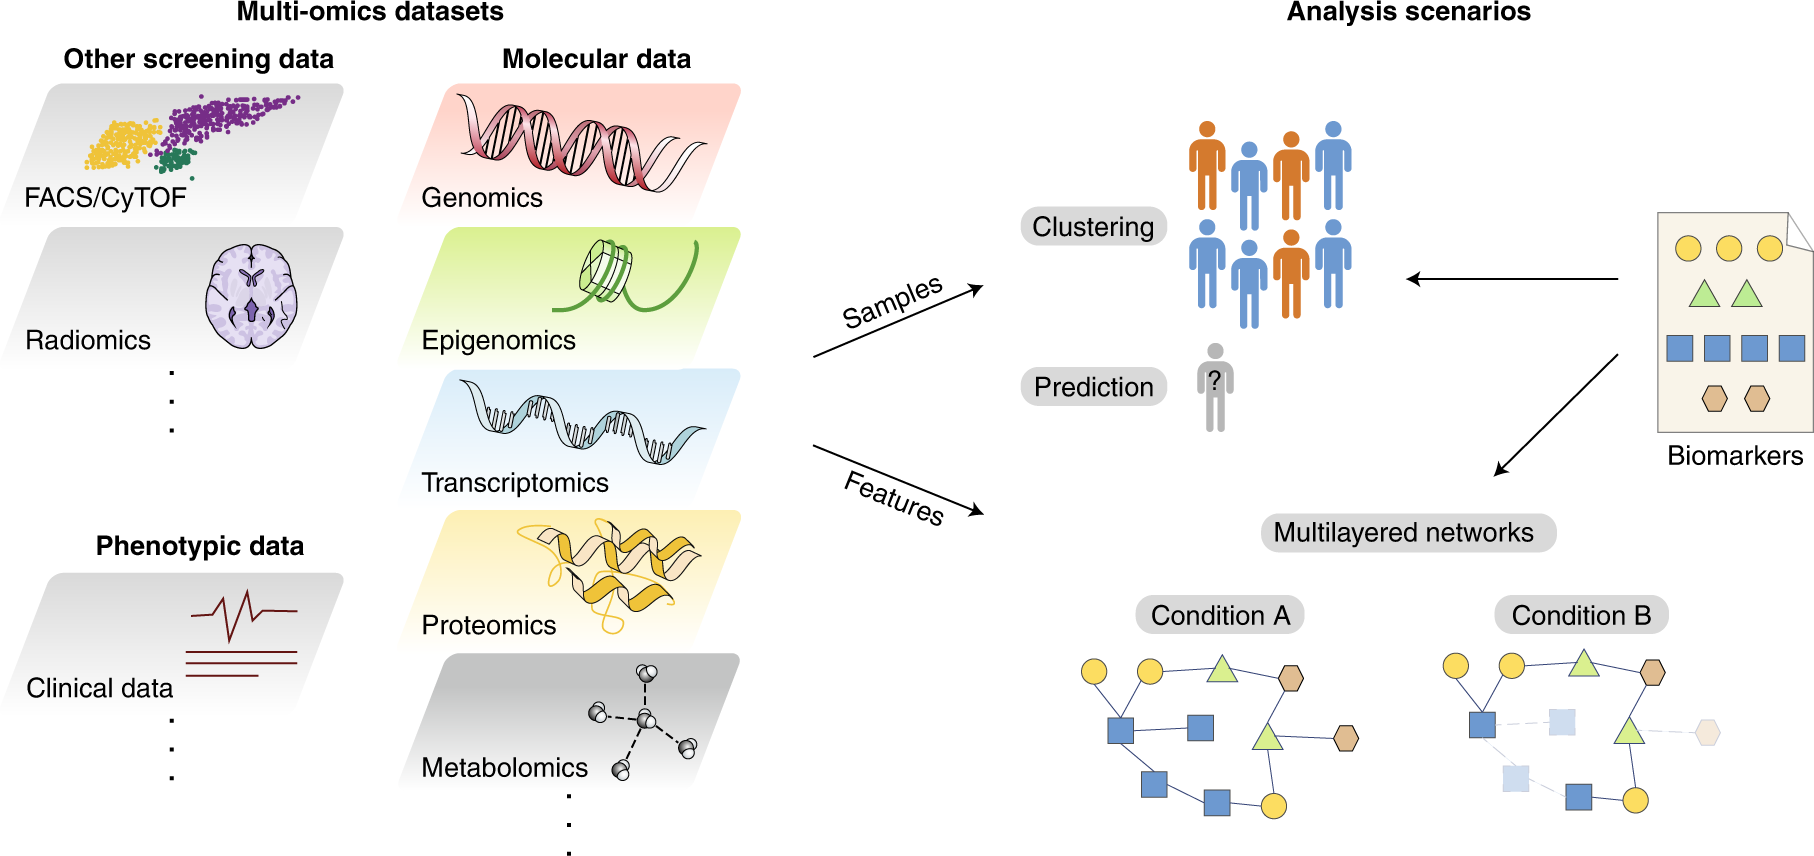 Multi-omics datasets
Other screening data
FACS/CyTOF
Radiomics
Phenotypic data
Clinical data
Molecular data
Genomics
Epigenomics
Transcriptomics
Proteomics
Metabolomics
Samples
Features
Analysis scenarios
Clustering
Prediction
?
Biomarkers
Multilayered networks
Condition A
Condition B